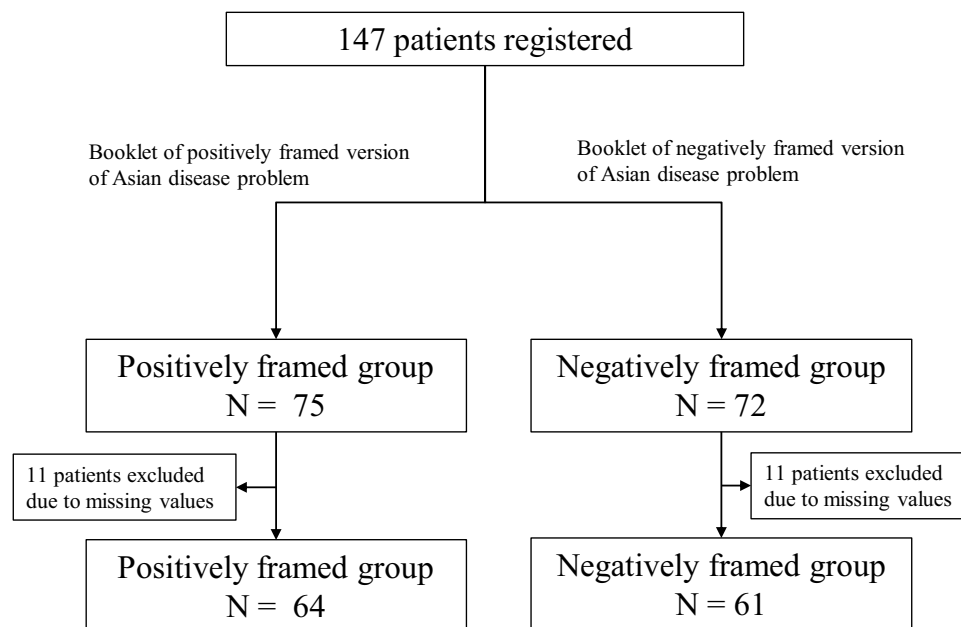 147 patients registered
Booklet of positively framed version
of Asian disease problem
Booklet of negatively framed version
of Asian disease problem
Positively framed group
N = 75
Negatively framed group
N = 72
11 patients excluded
due to missing values
11 patients excluded
due to missing values
Positively framed group
N = 64
Negatively framed group
N = 61